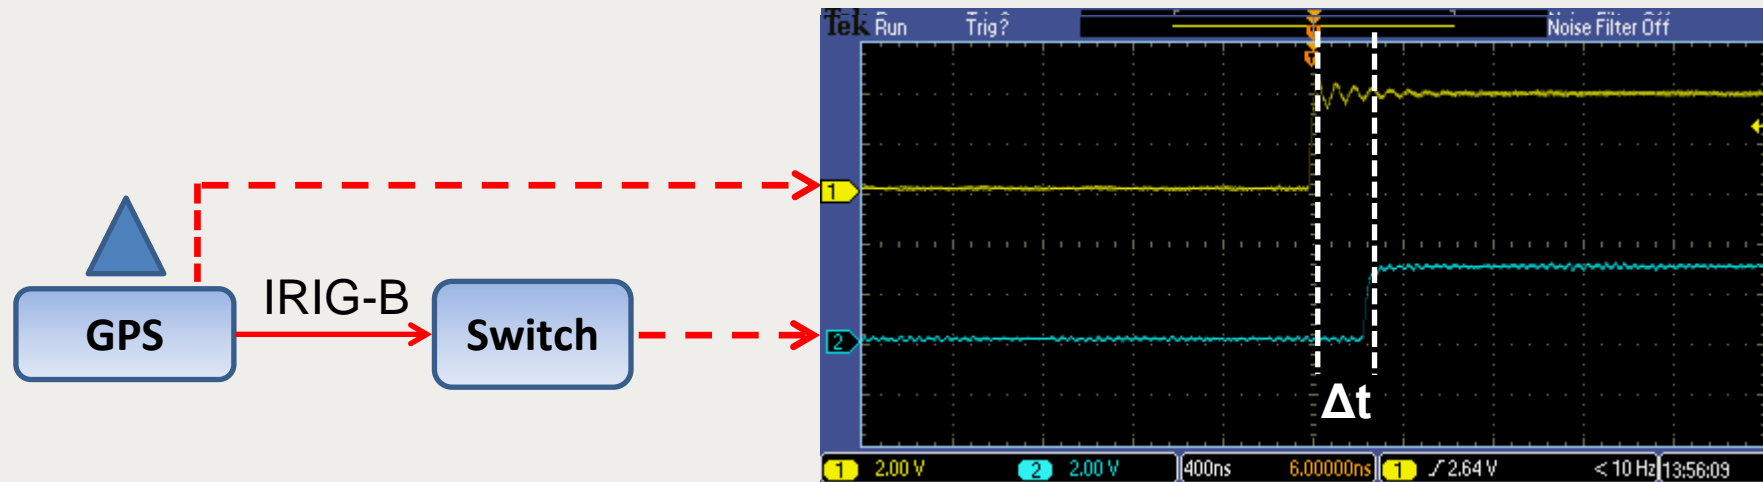 Tek Run Trig? Noise Filter Off
1
IRIG-B
GPS
Switch
2
Δt
1 2.00 V 2 2.00 V 400ns 6.00000ns 1 2.64 V < 10 Hz 13:56:09